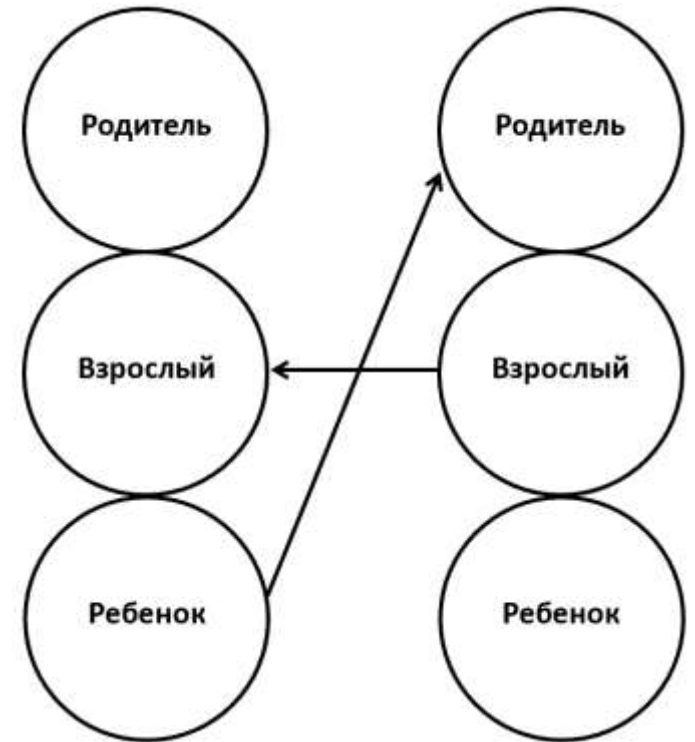 Родитель
Родитель
Взрослый
Взрослый
Ребенок
Ребенок